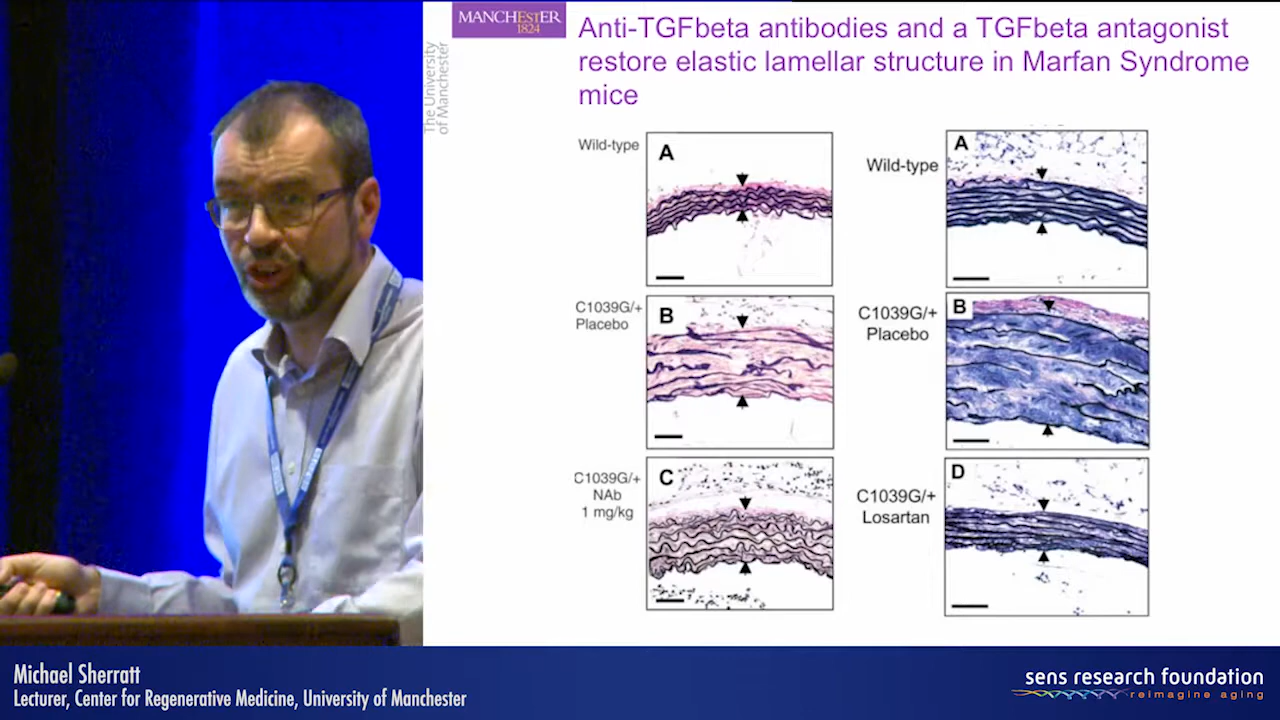 MANCHESTER
1824
The University
of Manchester
Anti-TGFbeta antibodies and a TGFbeta antagonist
restore elastic lamellar structure in Marfan Syndrome
mice
Wild-type
A
C1039G/+
Placebo
B
C1039G/+
NAb
1 mg/kg
C
Wild-type
A
C1039G/+
Placebo
B
C1039G/+
Losartan
D
Michael Sherratt
Lecturer, Center for Regenerative Medicine, University of Manchester
sens research foundation
reimagine aging